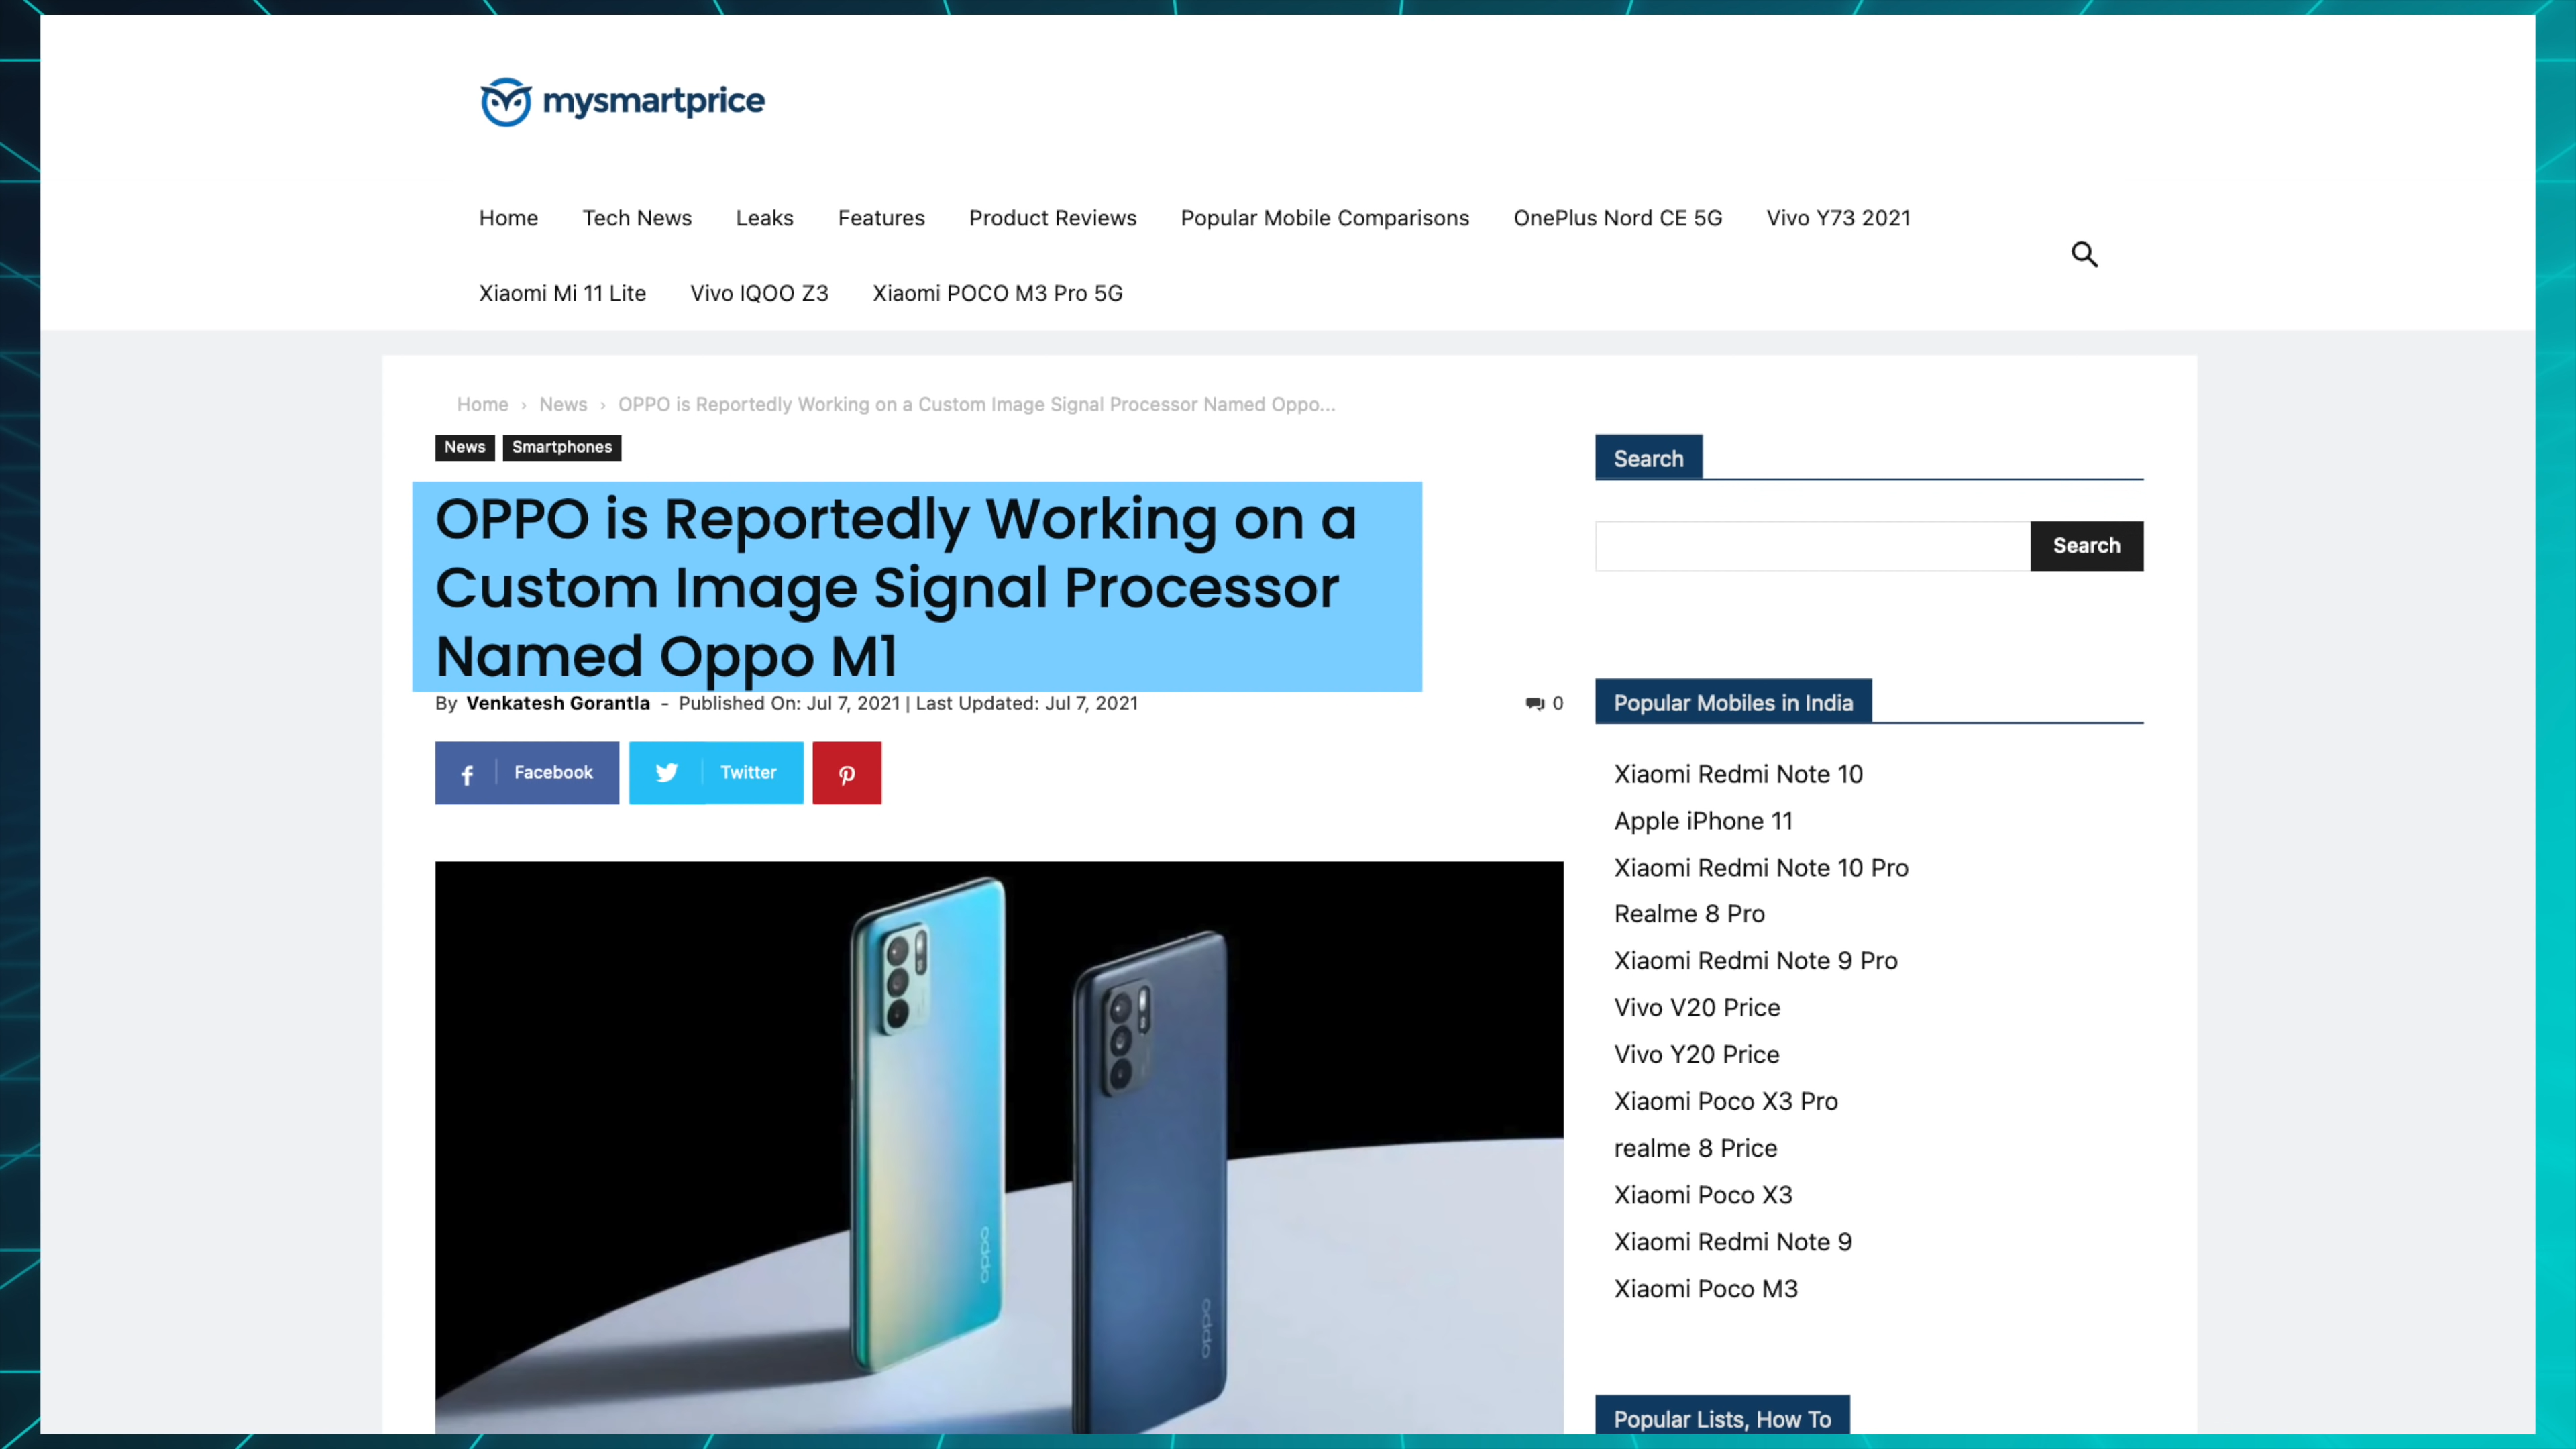 mysmartprice
Home Tech News Leaks Features Product Reviews Popular Mobile Comparisons OnePlus Nord CE 5G Vivo Y73 2021
Xiaomi Mi 11 Lite Vivo IQOO Z3 Xiaomi POCO M3 Pro 5G
Home › News › OPPO is Reportedly Working on a Custom Image Signal Processor Named Oppo...
News Smartphones
OPPO is Reportedly Working on a
Custom Image Signal Processor
Named Oppo M1
By Venkatesh Gorantla - Published On: Jul 7, 2021 | Last Updated: Jul 7, 2021
0
Facebook Twitter
oppo
oppo
Search
Search
Popular Mobiles in India
Xiaomi Redmi Note 10
Apple iPhone 11
Xiaomi Redmi Note 10 Pro
Realme 8 Pro
Xiaomi Redmi Note 9 Pro
Vivo V20 Price
Vivo Y20 Price
Xiaomi Poco X3 Pro
realme 8 Price
Xiaomi Poco X3
Xiaomi Redmi Note 9
Xiaomi Poco M3
Popular Lists, How To